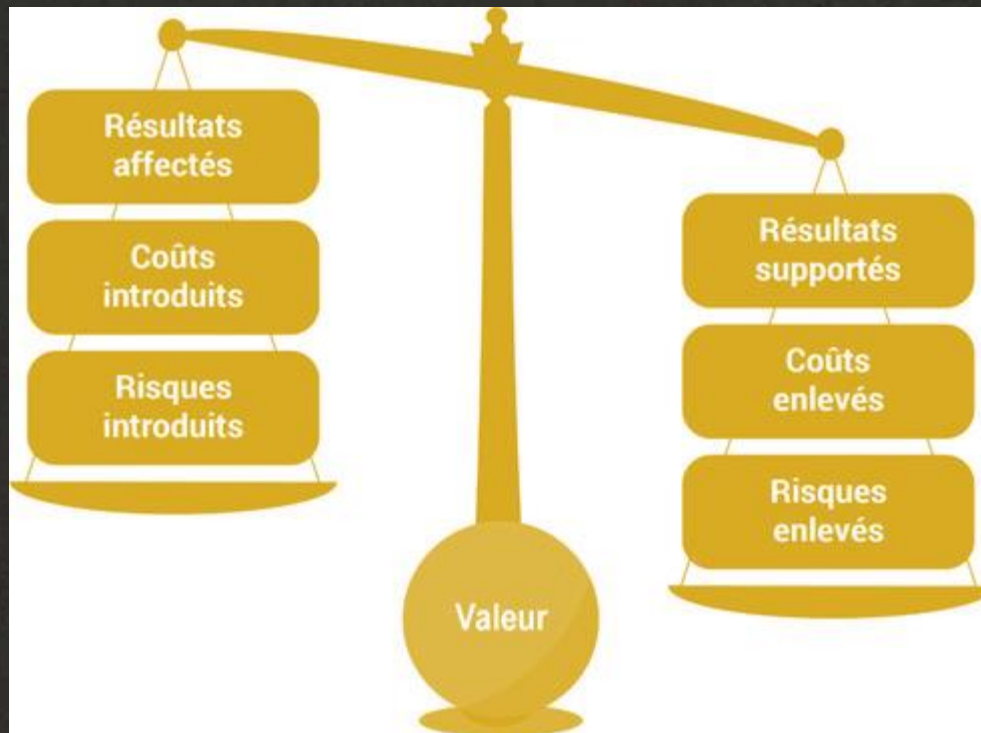 Résultats
affectés
Coûts
introduits
Risques
introduits
Résultats
supportés
Coûts
enlevés
Risques
enlevés
Valeur